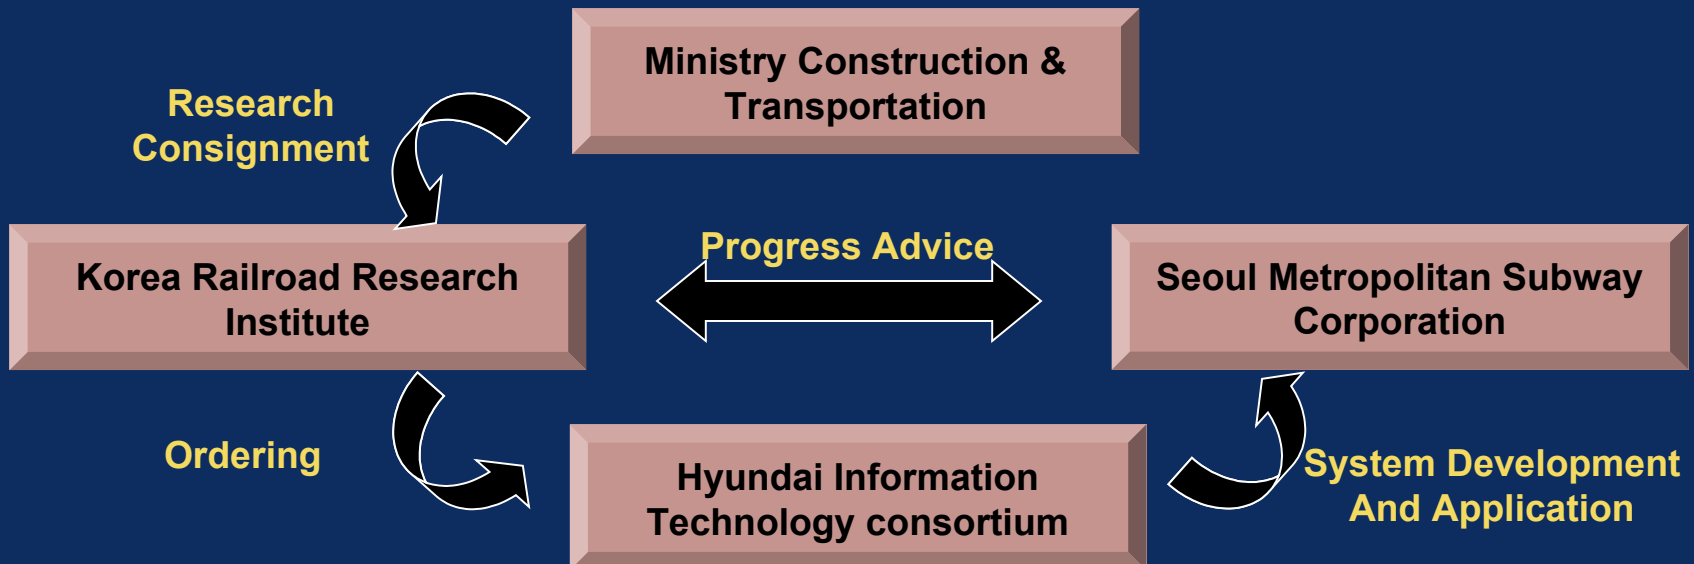 Ministry Construction &
Transportation
Research
Consignment
Korea Railroad Research
Institute
Progress Advice
Seoul Metropolitan Subway
Corporation
Ordering
Hyundai Information
Technology consortium
System Development
And Application